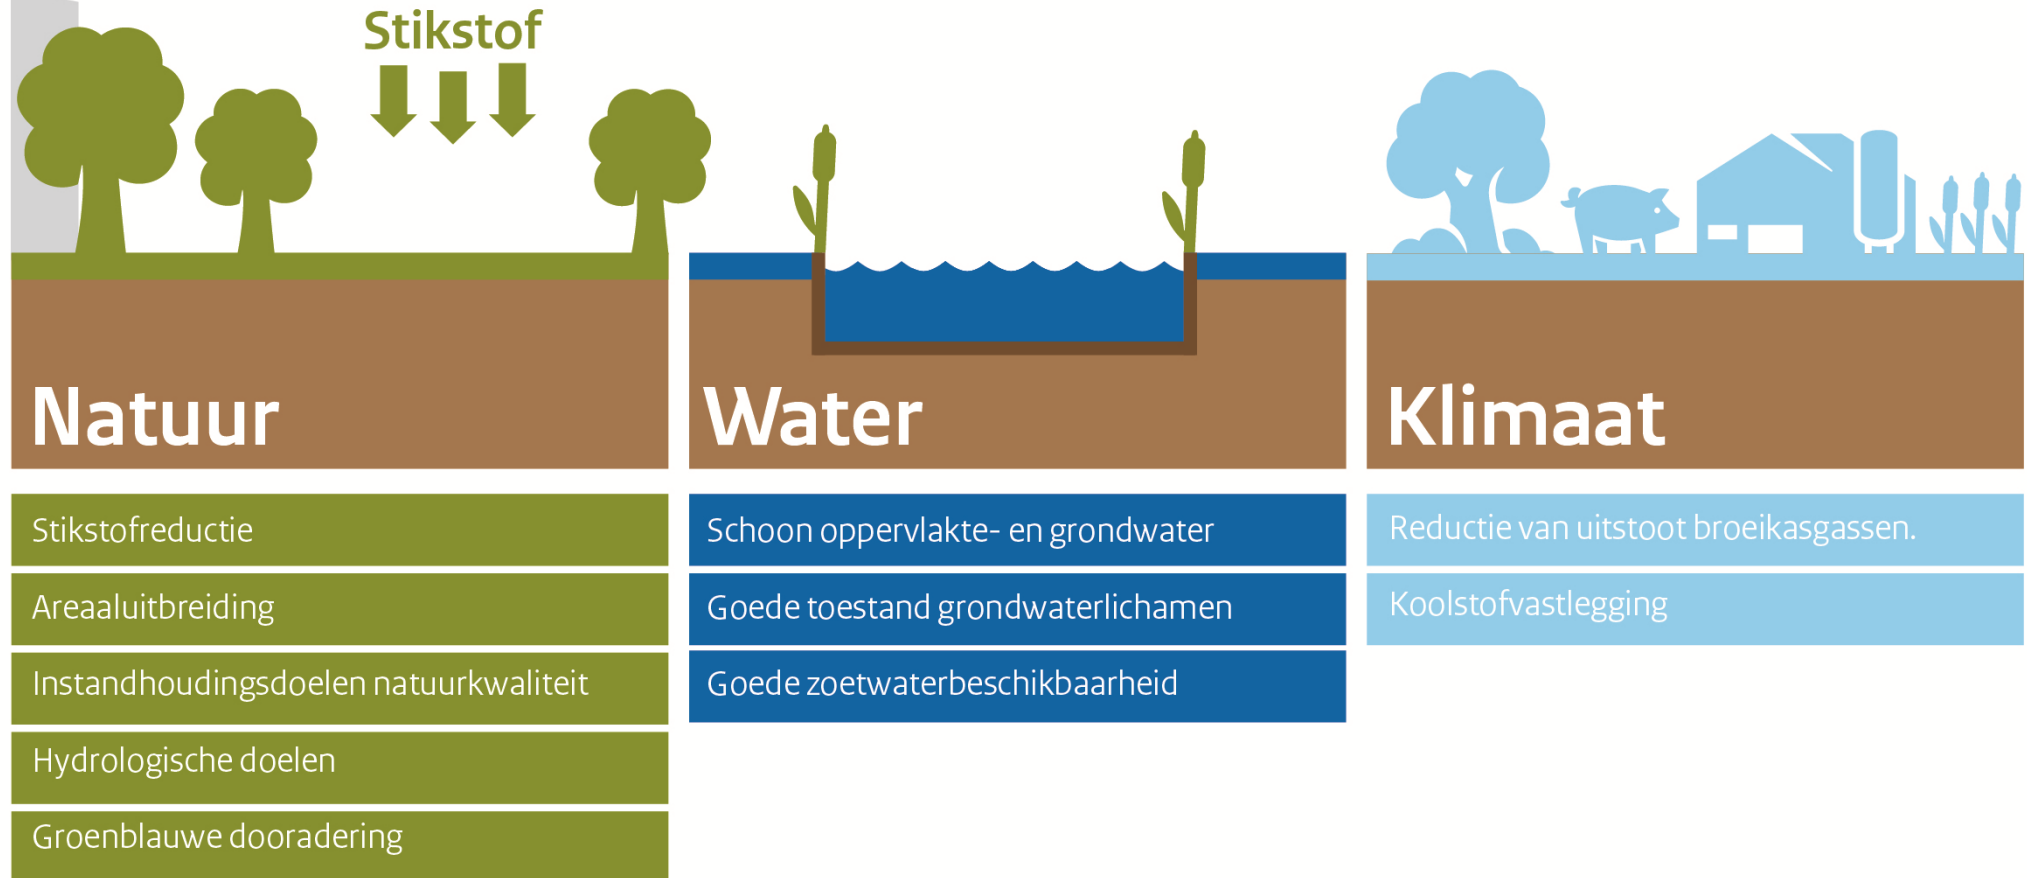 Stikstof
Natuur
Stikstofreductie
Areaaluitbreiding
Instandhoudingsdoelen natuurkwaliteit
Hydrologische doelen
Groenblauwe dooradering
Water
Schoon oppervlakte- en grondwater
Goede toestand grondwaterlichamen
Goede zoetwaterbeschikbaarheid
Klimaat
Reductie van uitstoot broeikasgassen.
Koolstofvastlegging